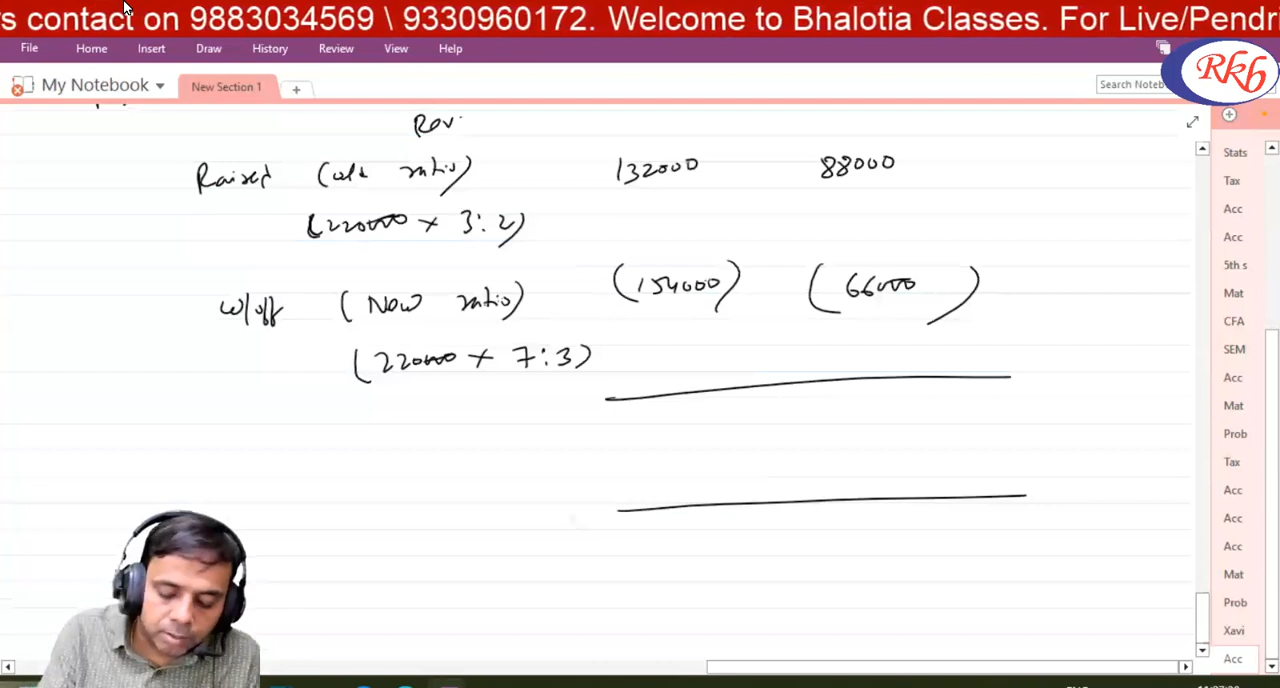 s contact on 9883034569 \ 9330960172. Welcome to Bhalotia Classes. For Live/Pendri
File Home Insert Draw History Review View Help
Rkb
My Notebook New Section 1 + Search Noteb
Rev.
Raised (old ratio) 132000 88000
(220000 × 3:2)
w/off (New ratio) (154000) (66000)
(220000 × 7:3)
Stats
Tax
Acc
Acc
5th s
Mat
CFA
SEM
Acc
Mat
Prob
Tax
Acc
Acc
Acc
Mat
Prob
Xavi
Acc